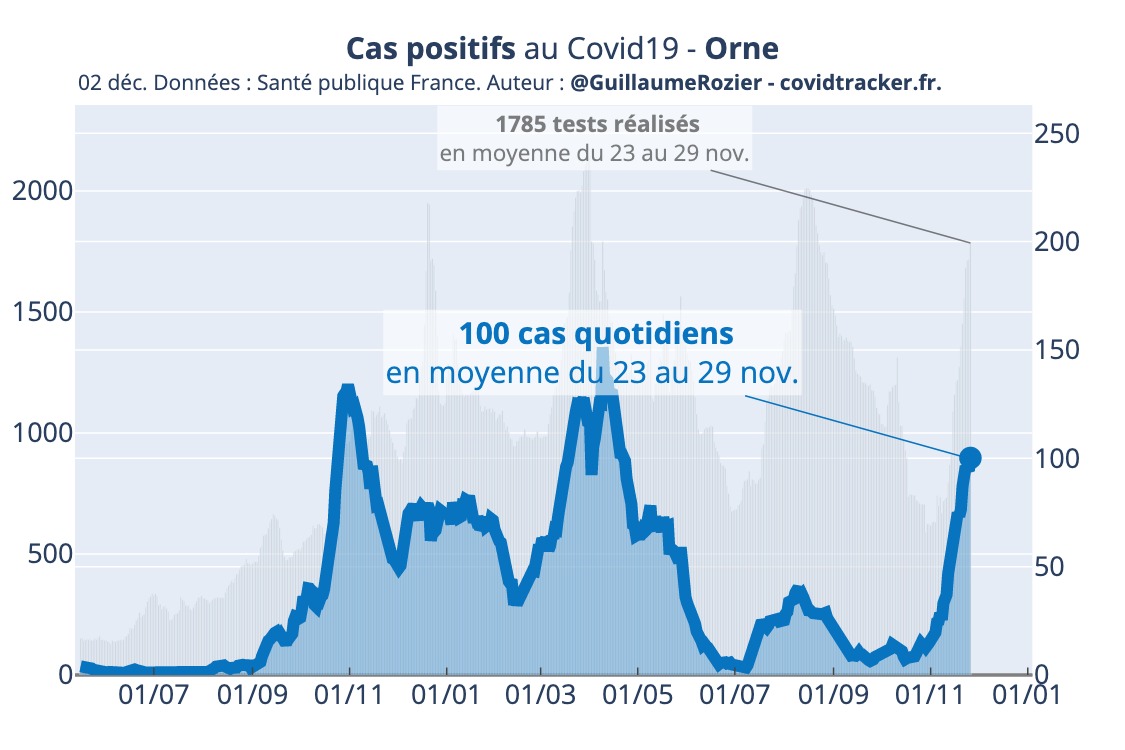 Cas positifs au Covid19 - Orne
02 déc. Données : Santé publique France. Auteur : @GuillaumeRozier - covidtracker.fr.
1785 tests réalisés
en moyenne du 23 au 29 nov.
100 cas quotidiens
en moyenne du 23 au 29 nov.
2000
1500
1000
500
0
250
200
150
100
50
0
01/07 01/09 01/11 01/01 01/03 01/05 01/07 01/09 01/11 01/01